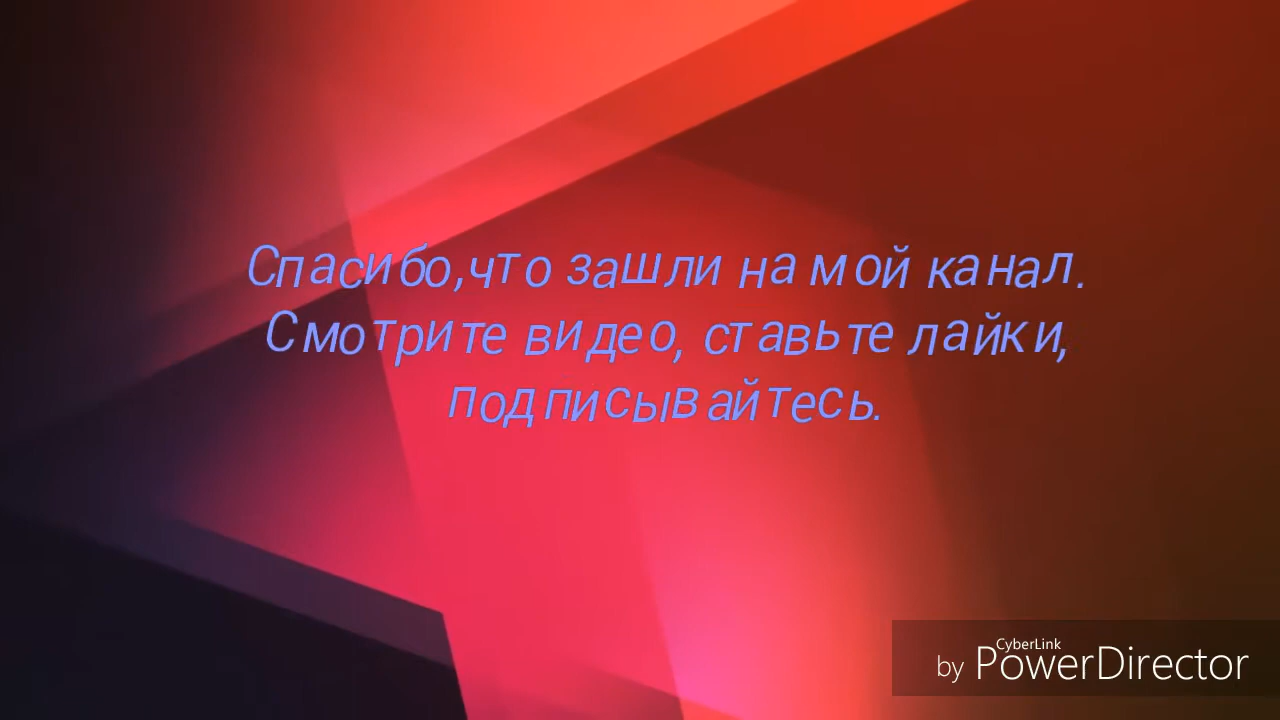 Спасибо,что зашли на мой канал.
Смотрите видео, ставьте лайки,
подписывайтесь.
CyberLink
by PowerDirector